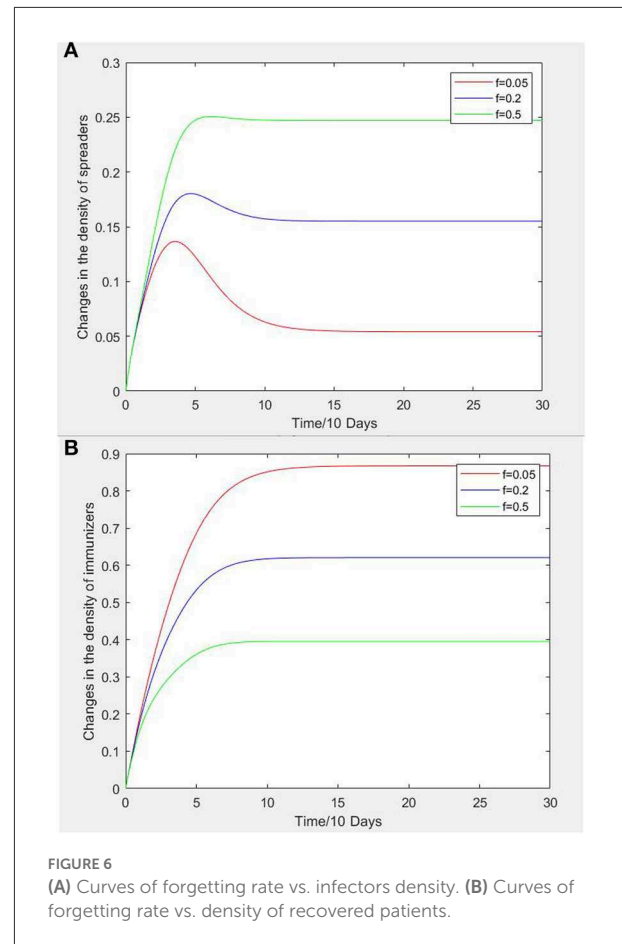 A
0.3
0.25
0.2
0.15
0.1
0.05
0
Changes in the density of spreaders
f=0.05
f=0.2
f=0.5
0 5 10 15 20 25 30
Time/10 Days
B
0.9
0.8
0.7
0.6
0.5
0.4
0.3
0.2
0.1
0
Changes in the density of immunizers
f=0.05
f=0.2
f=0.5
0 5 10 15 20 25 30
Time/10 Days
FIGURE 6
(A) Curves of forgetting rate vs. infectors density. (B) Curves of
forgetting rate vs. density of recovered patients.